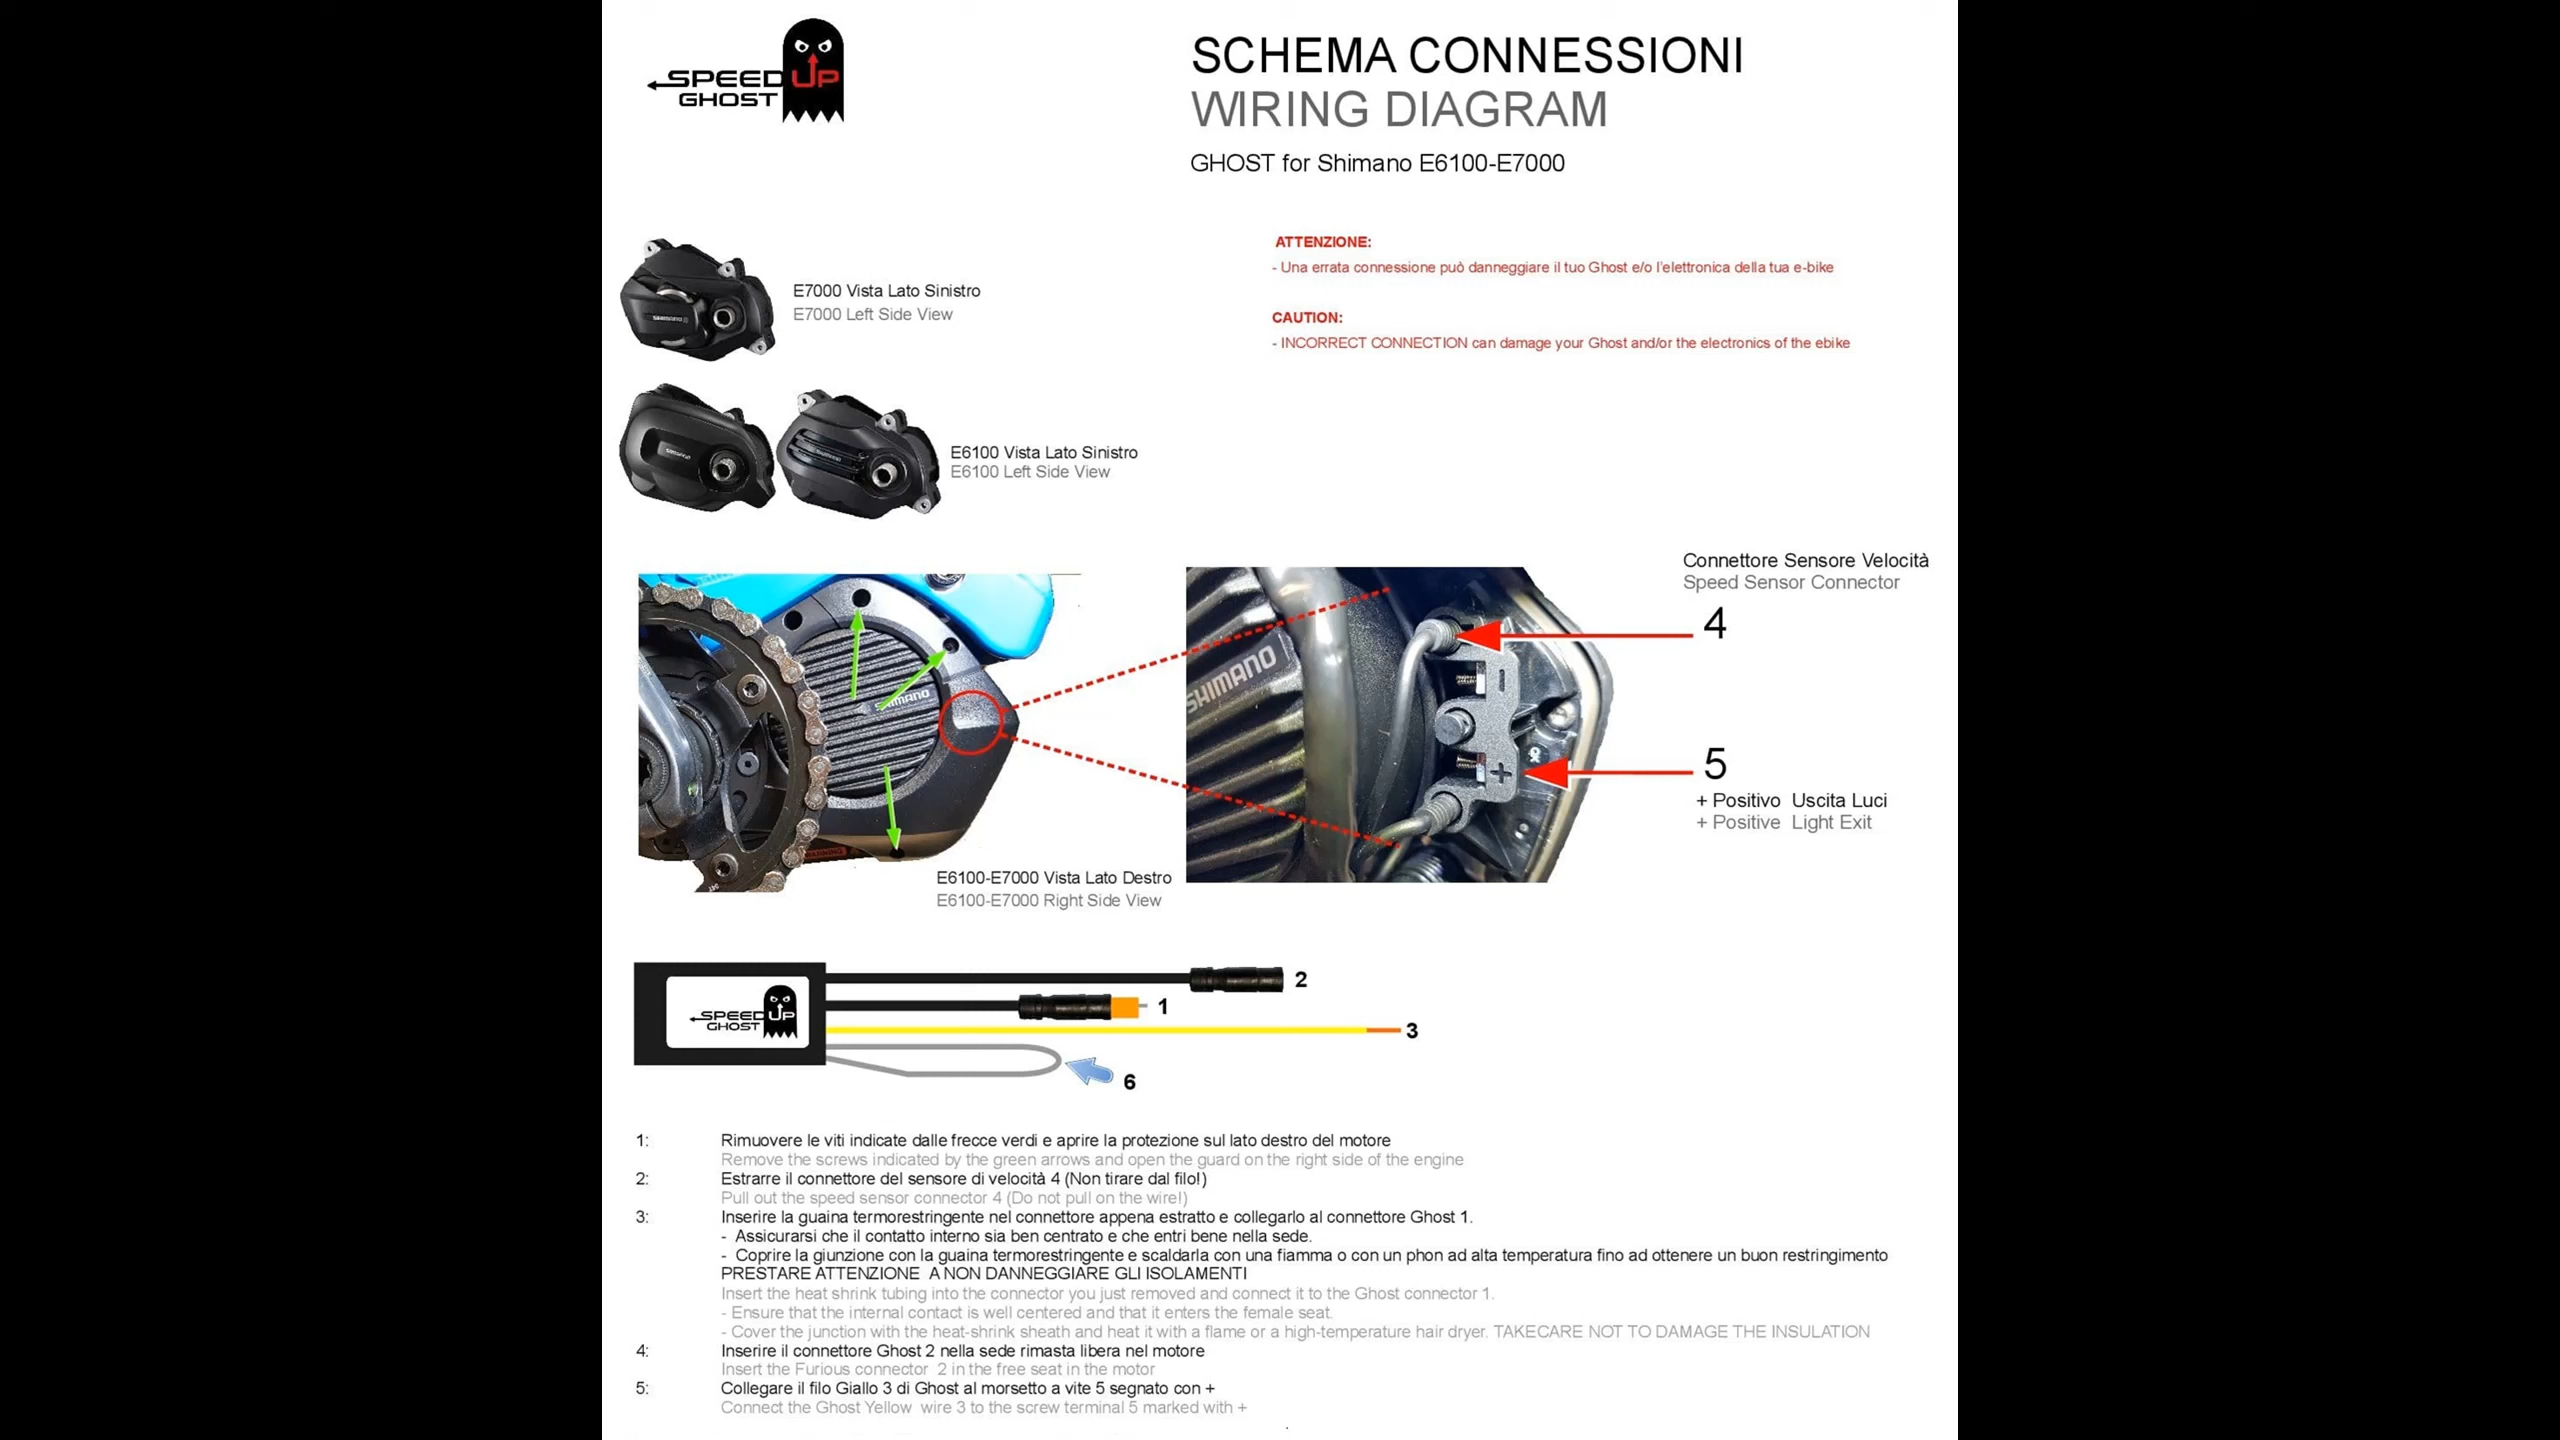 SPEEDUP
GHOST
SCHEMA CONNESSIONI
WIRING DIAGRAM
GHOST for Shimano E6100-E7000
ATTENZIONE:
- Una errata connessione può danneggiare il tuo Ghost e/o l'elettronica della tua e-bike
CAUTION:
- INCORRECT CONNECTION can damage your Ghost and/or the electronics of the ebike
SHIMANO
E7000 Vista Lato Sinistro
E7000 Left Side View
SHIMANO
SHIMANO
E6100 Vista Lato Sinistro
E6100 Left Side View
Connettore Sensore Velocità
Speed Sensor Connector
4
SHIMANO
SHIMANO
-
+
5
+ Positivo Uscita Luci
+ Positive Light Exit
WARNING
E6100-E7000 Vista Lato Destro
E6100-E7000 Right Side View
SPEEDUP
GHOST
2
1
3
6
1: Rimuovere le viti indicate dalle frecce verdi e aprire la protezione sul lato destro del motore
Remove the screws indicated by the green arrows and open the guard on the right side of the engine
2: Estrarre il connettore del sensore di velocità 4 (Non tirare dal filo!)
Pull out the speed sensor connector 4 (Do not pull on the wire!)
3: Inserire la guaina termorestringente nel connettore appena estratto e collegarlo al connettore Ghost 1.
- Assicurarsi che il contatto interno sia ben centrato e che entri bene nella sede.
- Coprire la giunzione con la guaina termorestringente e scaldarla con una fiamma o con un phon ad alta temperatura fino ad ottenere un buon restringimento
PRESTARE ATTENZIONE A NON DANNEGGIARE GLI ISOLAMENTI
Insert the heat shrink tubing into the connector you just removed and connect it to the Ghost connector 1.
- Ensure that the internal contact is well centered and that it enters the female seat.
- Cover the junction with the heat-shrink sheath and heat it with a flame or a high-temperature hair dryer. TAKECARE NOT TO DAMAGE THE INSULATION
4: Inserire il connettore Ghost 2 nella sede rimasta libera nel motore
Insert the Furious connector 2 in the free seat in the motor
5: Collegare il filo Giallo 3 di Ghost al morsetto a vite 5 segnato con +
Connect the Ghost Yellow wire 3 to the screw terminal 5 marked with +